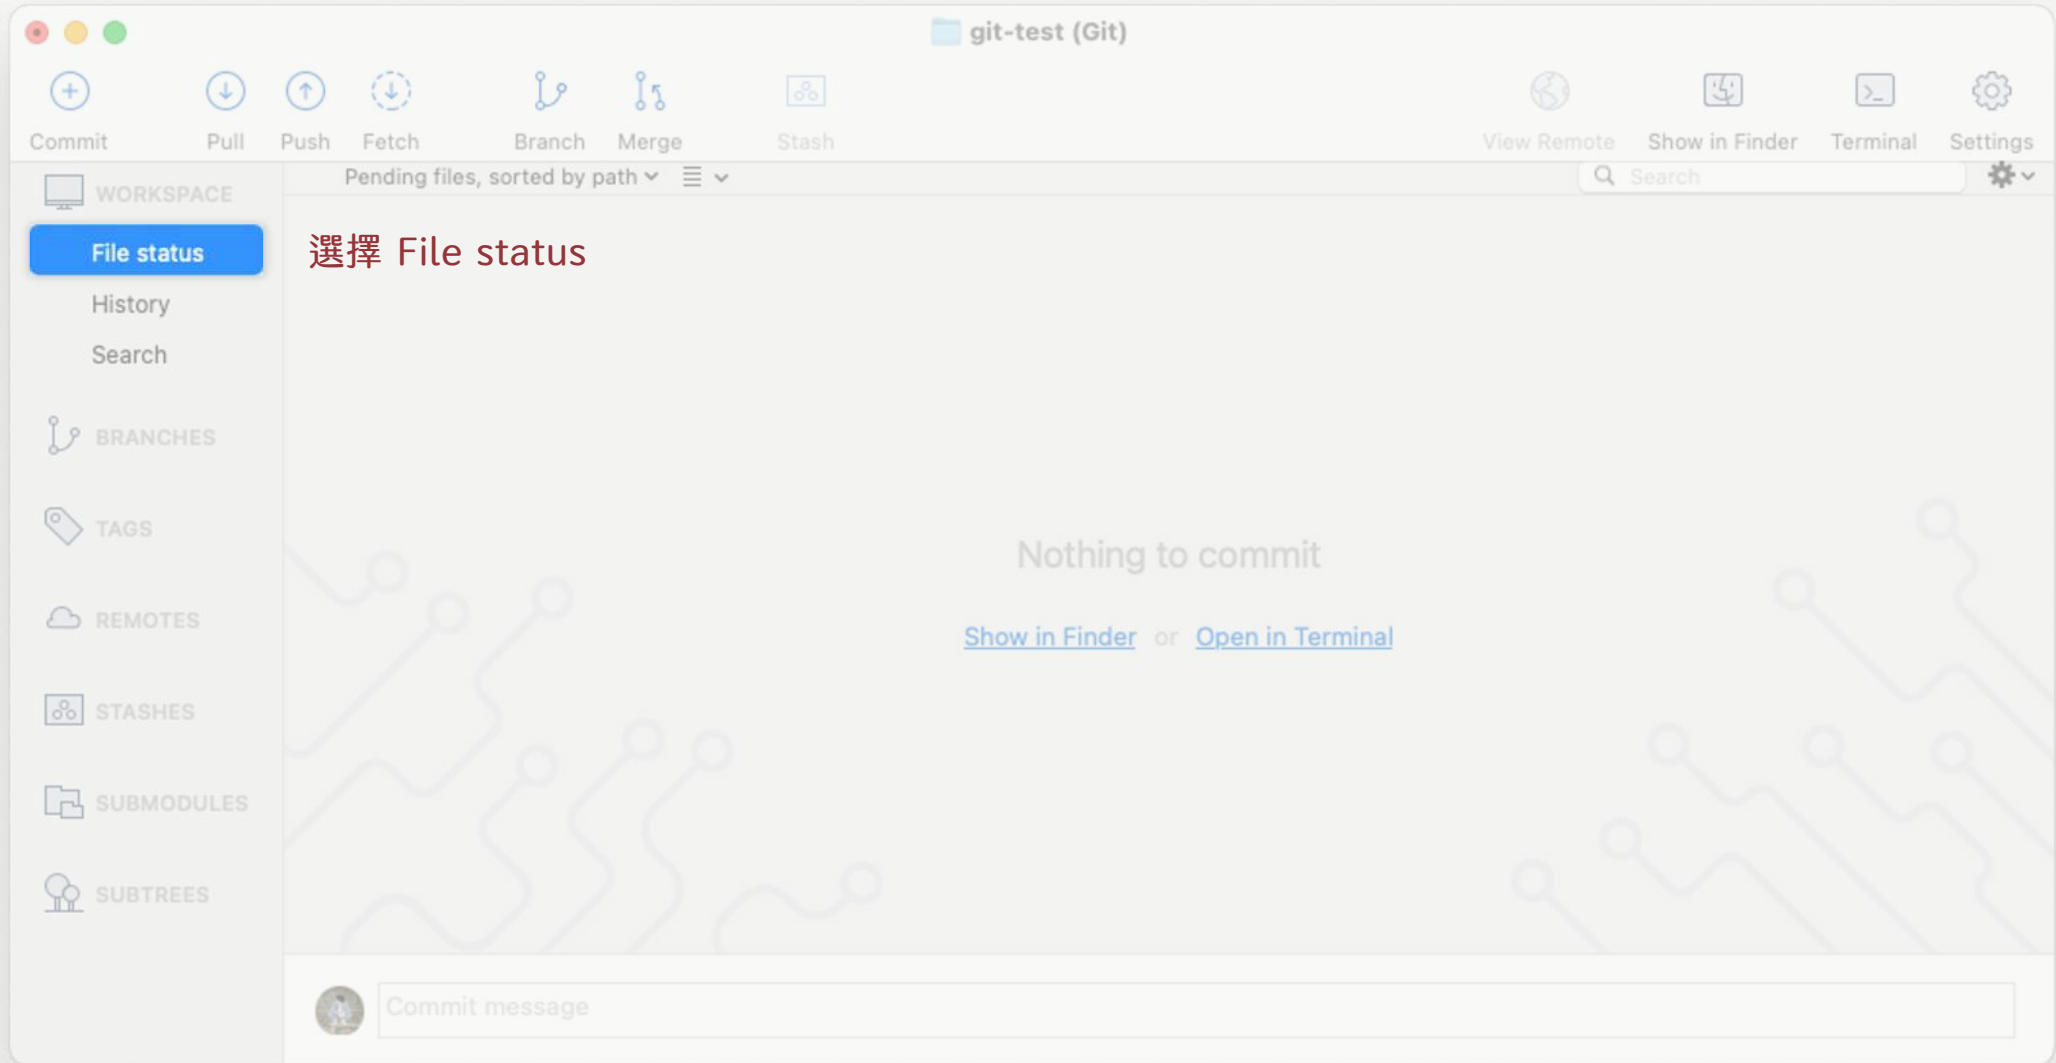 git-test (Git)
Commit Pull Push Fetch Branch Merge Stash View Remote Show in Finder Terminal Settings
WORKSPACE
Pending files, sorted by path
Search
File status
選擇 File status
History
Search
BRANCHES
TAGS
Nothing to commit
REMOTES
Show in Finder or Open in Terminal
STASHES
SUBMODULES
SUBTREES
Commit message